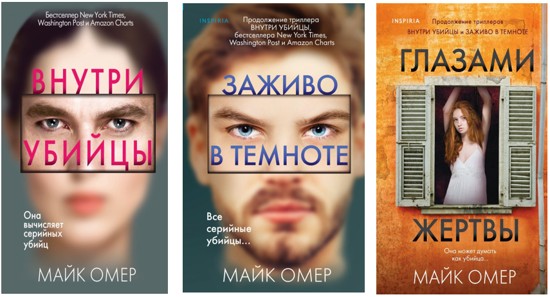 Бестселлер New York Times,
Washington Post и Amazon Charts
ВНУТРИ
УБИЙЦЫ
Она
вычисляет
серийных
убийц
МАЙК ОМЕР
INSPIRIA
Продолжение триллера
ВНУТРИ УБИЙЦЫ,
бестселлера New York Times,
Washington Post и Amazon Charts
ЗАЖИВО
В ТЕМНОТЕ
Все
серийные
убийцы...
МАЙК ОМЕР
INSPIRIA
Продолжение триллеров
ВНУТРИ УБИЙЦЫ и ЗАЖИВО В ТЕМНОТЕ
ГЛАЗАМИ
ЖЕРТВЫ
Она может думать
как убийца...
МАЙК ОМЕР